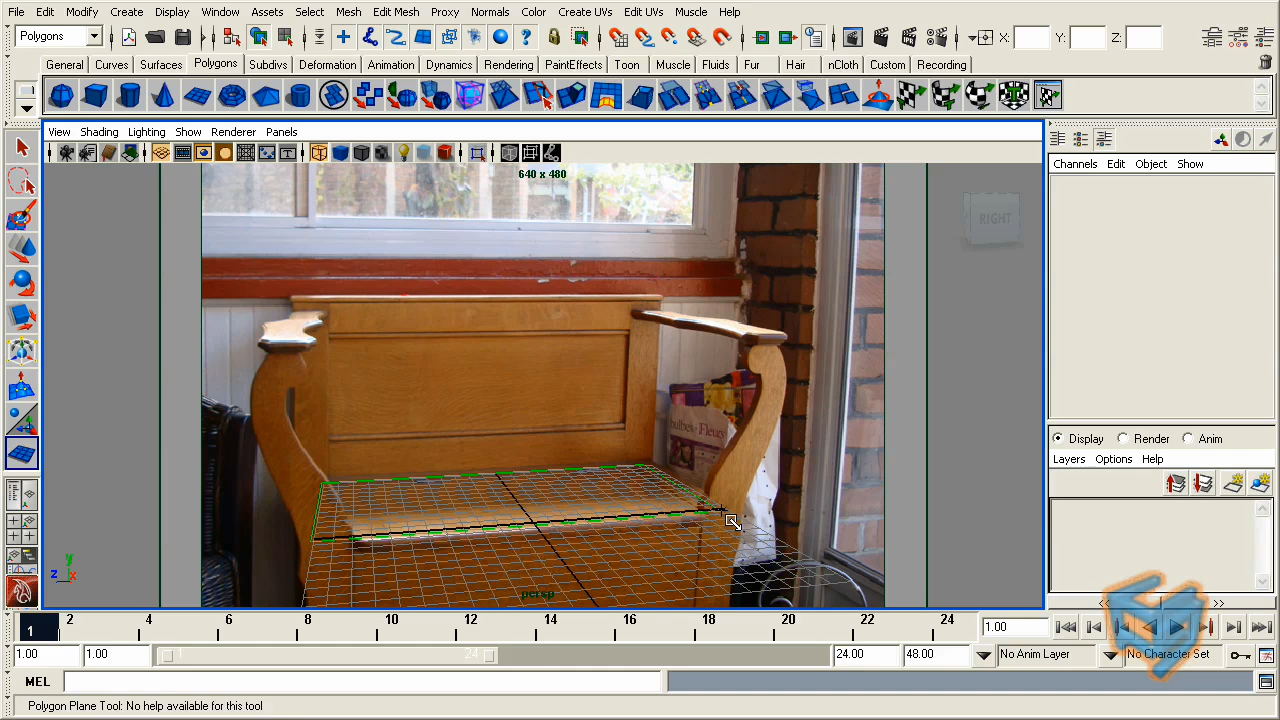 File Edit Modify Create Display Window Assets Select Mesh Edit Mesh Proxy Normals Color Create UVs Edit UVs Muscle Help
Polygons X: Y: Z:
General Curves Surfaces Polygons Subdivs Deformation Animation Dynamics Rendering PaintEffects Toon Muscle Fluids Fur Hair nCloth Custom Recording
View Shading Lighting Show Renderer Panels
Channels Edit Object Show
640 x 480
RIGHT
Display Render Anim
Layers Options Help
y
z x
persp
1 2 4 6 8 10 12 14 16 18 20 22 24 1.00
1.00 1.00 1 24 24.00 48.00 No Anim Layer No Character Set
MEL
Polygon Plane Tool: No help available for this tool